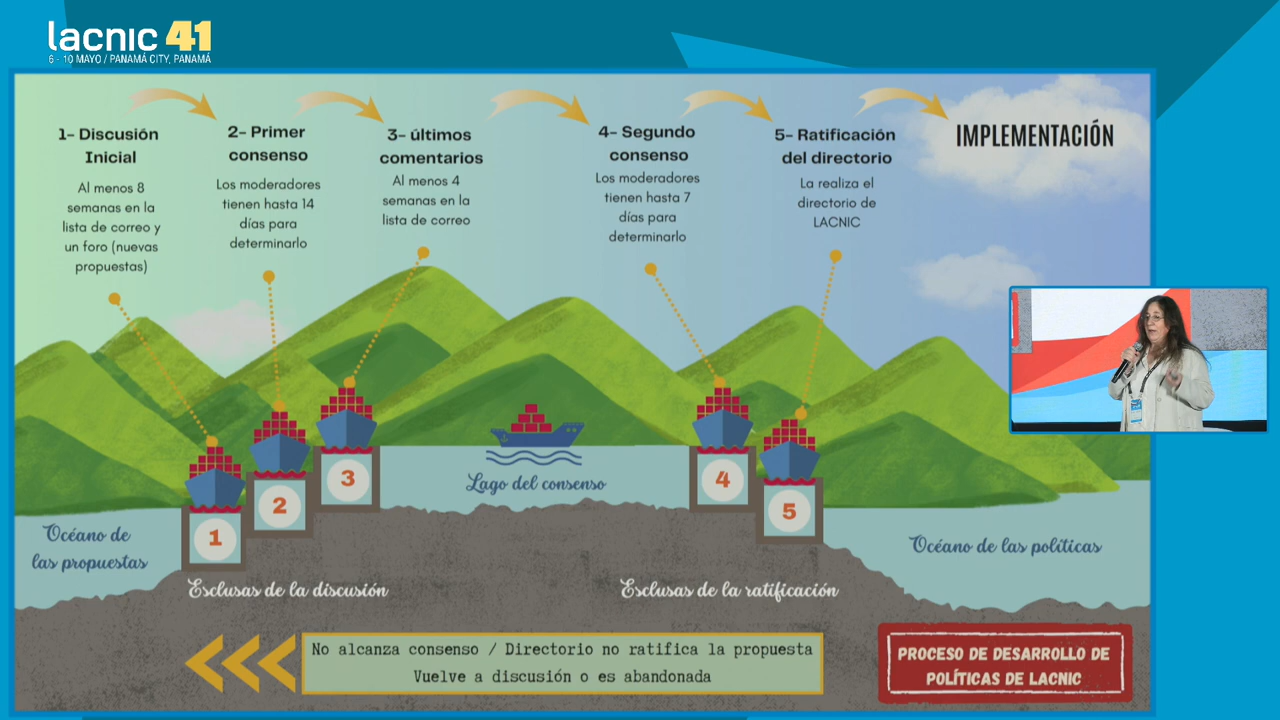 lacnic 41
6 - 10 MAYO / PANAMÁ CITY, PANAMÁ
1- Discusión
Inicial
Al menos 8
semanas en la
lista de correo y
un foro (nuevas
propuestas)
2- Primer
consenso
Los moderadores
tienen hasta 14
días para
determinarlo
3- últimos
comentarios
Al menos 4
semanas en la
lista de correo
4- Segundo
consenso
Los moderadores
tienen hasta 7
días para
determinarlo
5- Ratificación
del directorio
La realiza el
directorio de
LACNIC
IMPLEMENTACIÓN
1
2
3
4
5
Lago del consenso
Océano de
las propuestas
Océano de las políticas
Esclusas de la discusión
Esclusas de la ratificación
No alcanza consenso / Directorio no ratifica la propuesta
Vuelve a discusión o es abandonada
PROCESO DE DESARROLLO DE
POLÍTICAS DE LACNIC